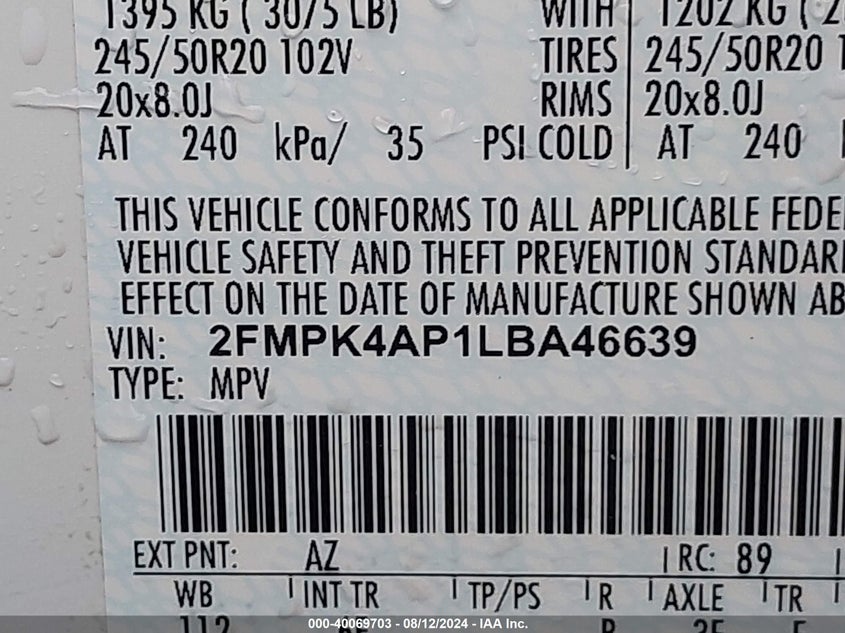 1395 KG ( 3075 LB) WITH 1202 KG ( 2
245/50R20 102V TIRES 245/50R20 1
20x8.0J RIMS 20x8.0J
AT 240 kPa/ 35 PSI COLD AT 240
THIS VEHICLE CONFORMS TO ALL APPLICABLE FEDE
VEHICLE SAFETY AND THEFT PREVENTION STANDAR
EFFECT ON THE DATE OF MANUFACTURE SHOWN AB
VIN: 2FMPK4AP1LBA46639
TYPE: MPV
EXT PNT: AZ RC: 89
WB INT TR TP/PS R AXLE TR
112
000-40069703 - 08/12/2024 - IAA Inc.